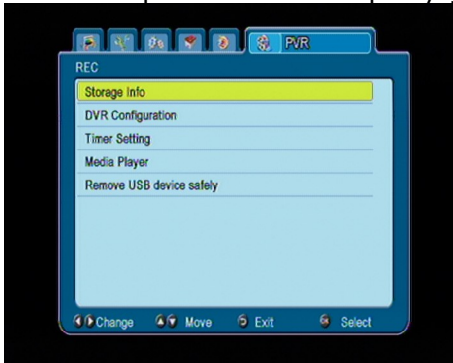 PVR
REC
Storage Info
DVR Configuration
Timer Setting
Media Player
Remove USB device safely
Change Move Exit Select